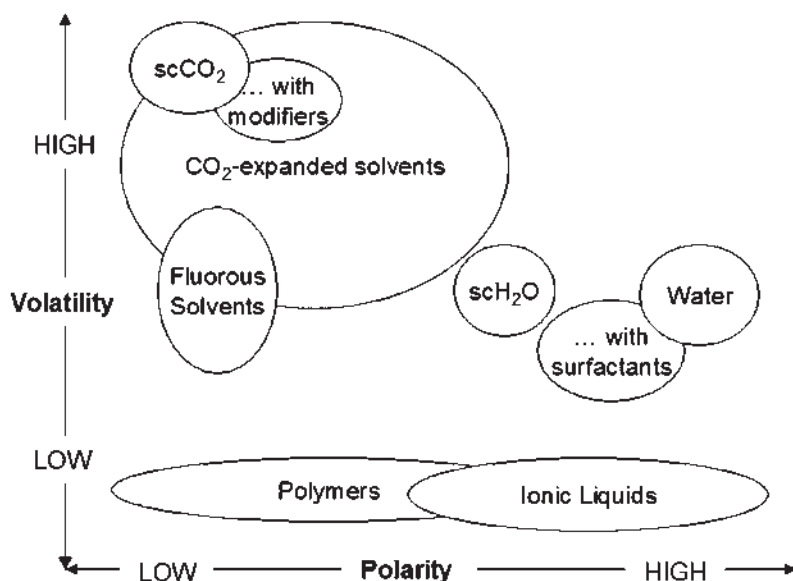 scCO₂
... with
modifiers
HIGH
CO₂-expanded solvents
Fluorous
Solvents
Volatility
scH₂O
Water
... with
surfactants
LOW
Polymers
Ionic Liquids
LOW
Polarity
HIGH